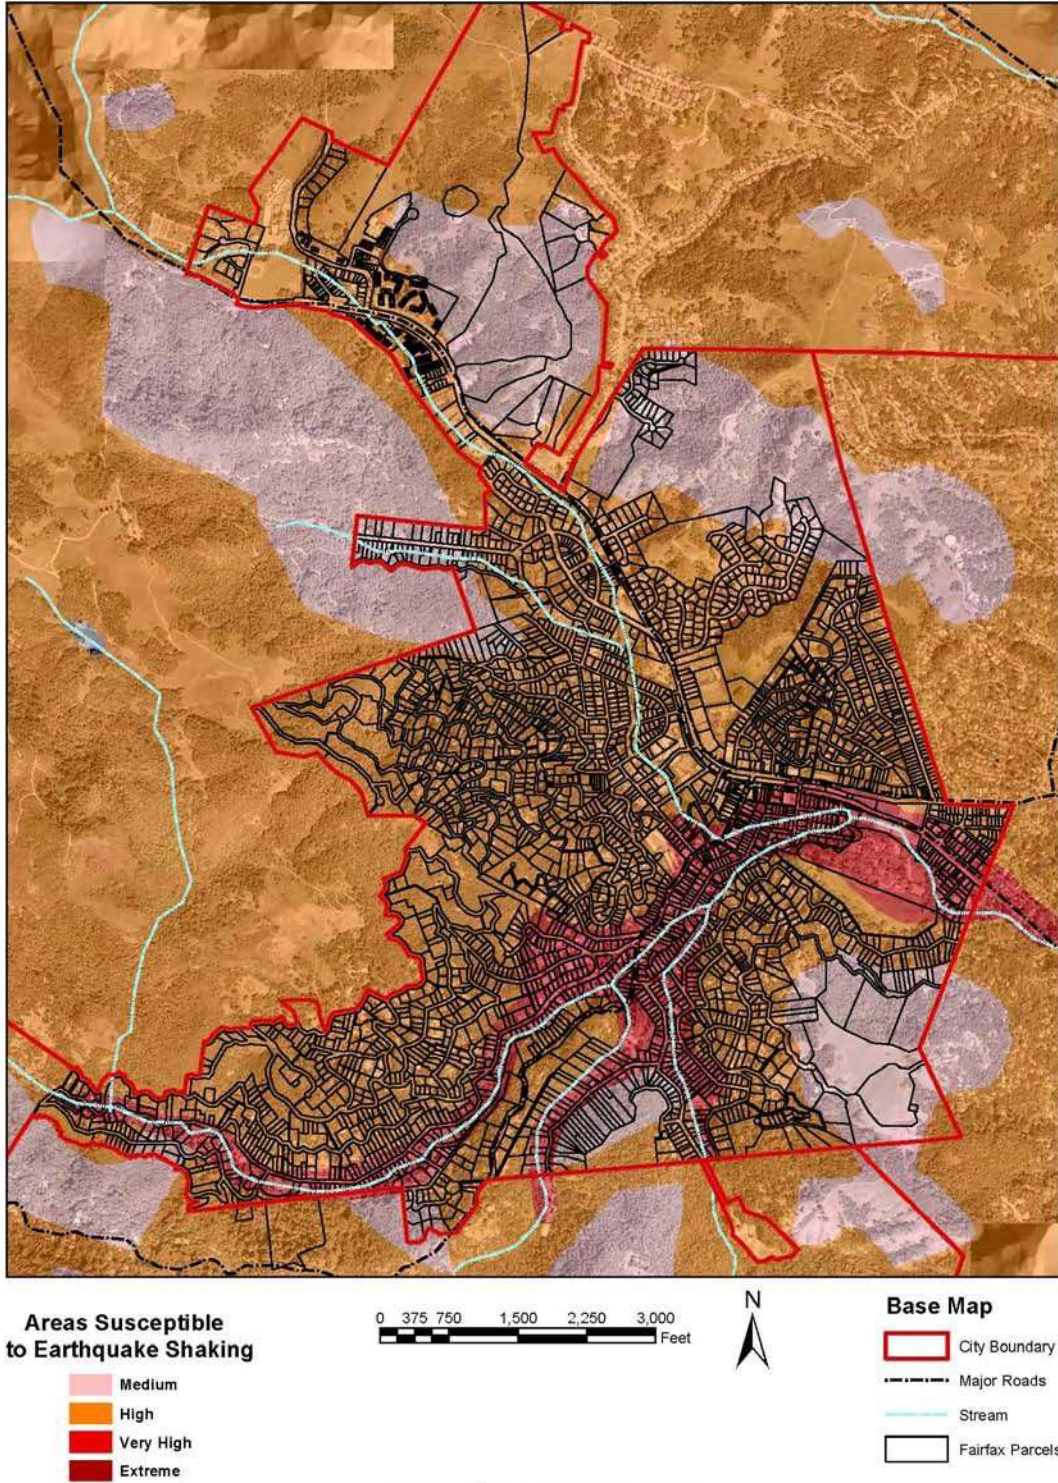 Areas Susceptible
to Earthquake Shaking
Medium
High
Very High
Extreme
0 375 750 1,500 2,250 3,000
Feet
N
Base Map
City Boundary
Major Roads
Stream
Fairfax Parcels